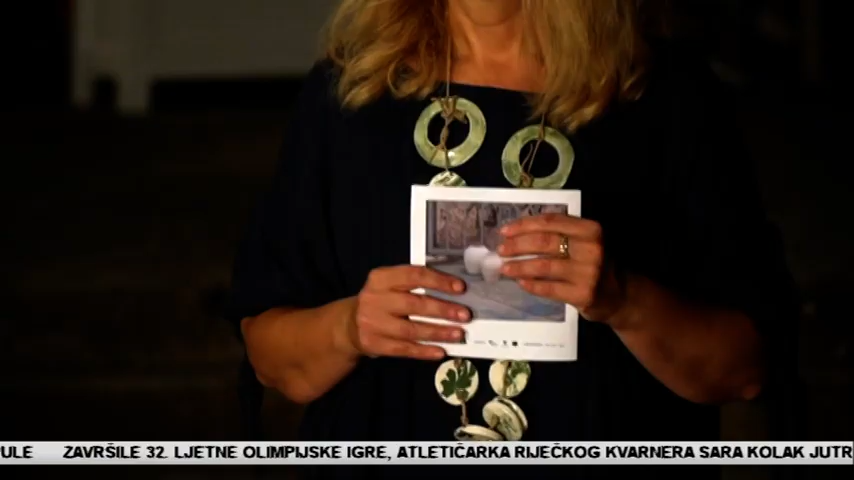 ULE ZAVRŠILE 32. LJETNE OLIMPIJSKE IGRE, ATLETIČARKA RIJEČKOG KVARNERA SARA KOLAK JUTR